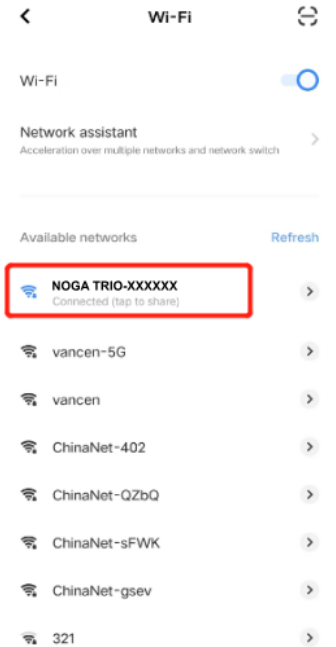 Wi-Fi
Wi-Fi
Network assistant
Acceleration over multiple networks and network switch
Available networks
Refresh
NOGA TRIO-XXXXXX
Connected (tap to share)
vancen-5G
vancen
ChinaNet-402
ChinaNet-QZbQ
ChinaNet-sFWK
ChinaNet-gsev
321